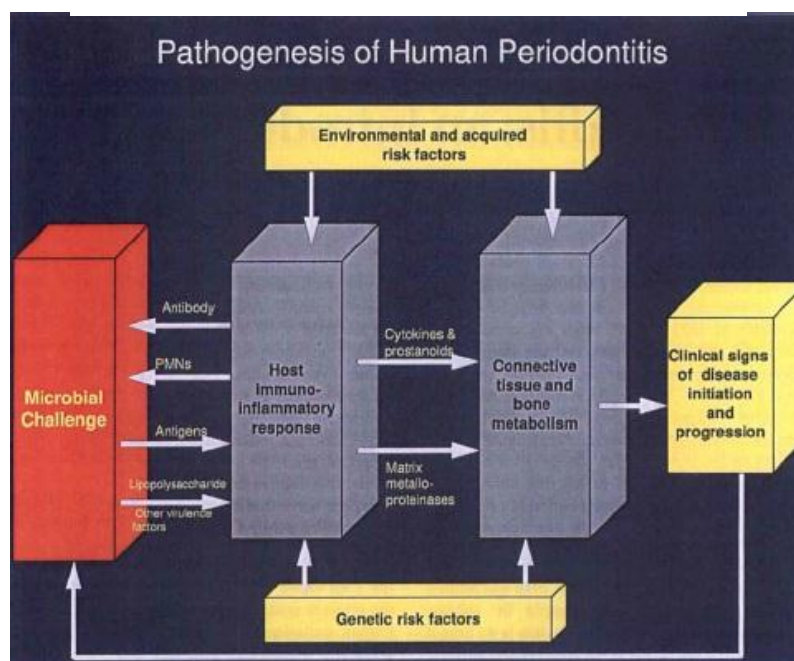 Pathogenesis of Human Periodontitis
Environmental and acquired
risk factors
Microbial
Challenge
Antibody
PMNs
Antigens
Lipopolysaccharide
Other virulence
factors
Host
immuno-
inflammatory
response
Cytokines &
prostanoids
Matrix
metallo-
proteinases
Connective
tissue and
bone
metabolism
Clinical signs
of disease
initiation
and
progression
Genetic risk factors